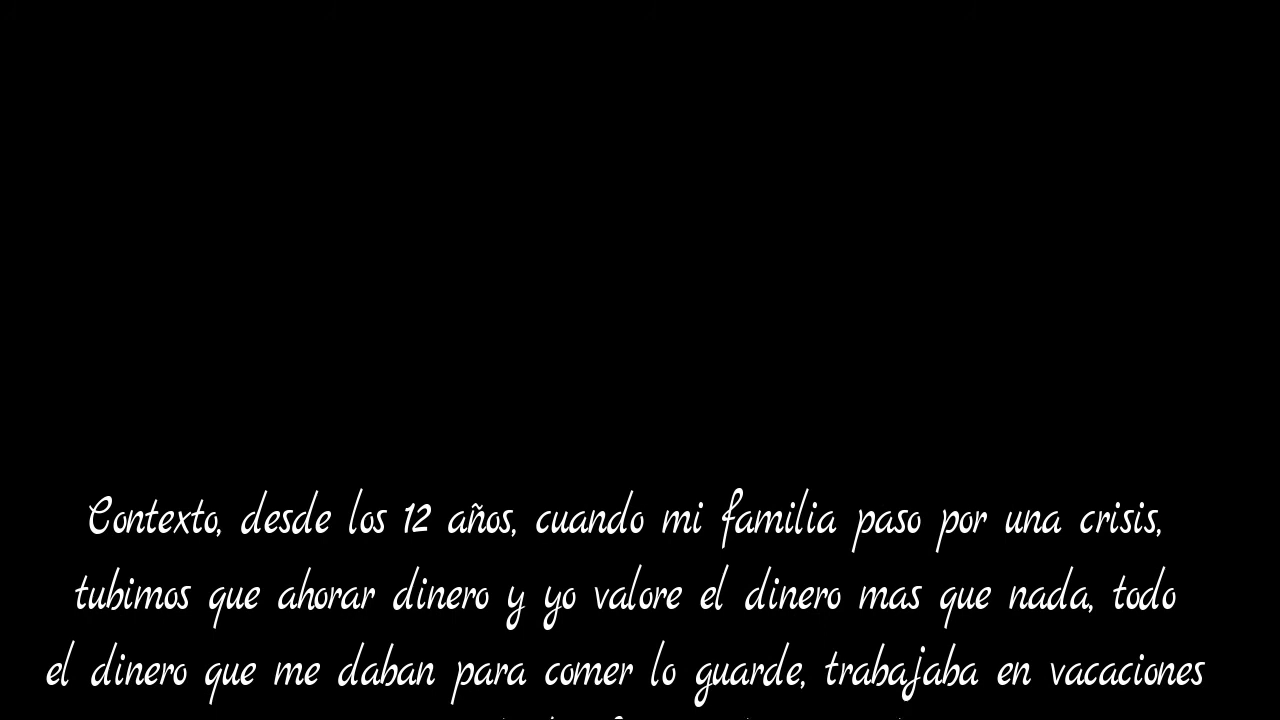 Contexto, desde los 12 años, cuando mi familia paso por una crisis,
tubimos que ahorar dinero y yo valore el dinero mas que nada, todo
el dinero que me daban para comer lo guarde, trabajaba en vacaciones